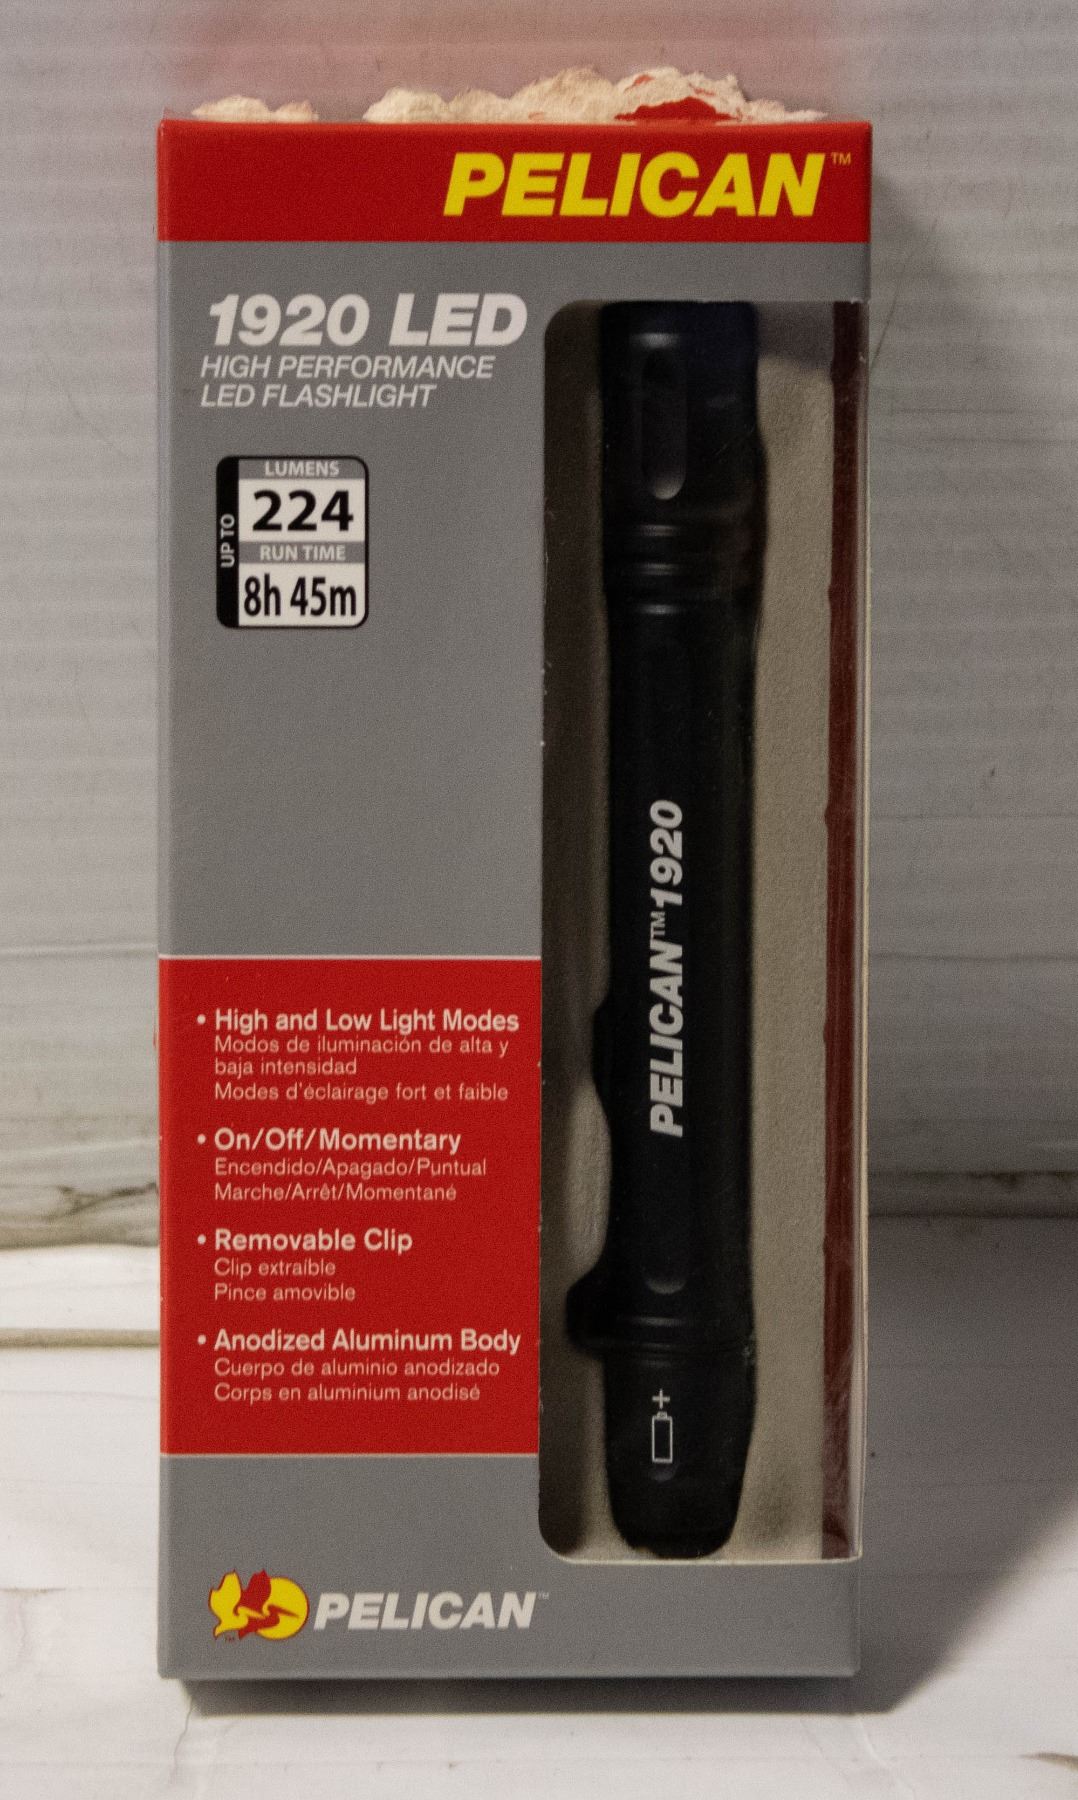 PELICAN™
1920 LED
HIGH PERFORMANCE
LED FLASHLIGHT
UP TO
LUMENS
224
RUN TIME
8h 45m
PELICAN™1920
• High and Low Light Modes
Modos de iluminación de alta y
baja intensidad
Modes d'éclairage fort et faible
• On/Off/Momentary
Encendido/Apagado/Puntual
Marche/Arrêt/Momentané
• Removable Clip
Clip extraíble
Pince amovible
• Anodized Aluminum Body
Cuerpo de aluminio anodizado
Corps en aluminium anodisé
+
PELICAN™